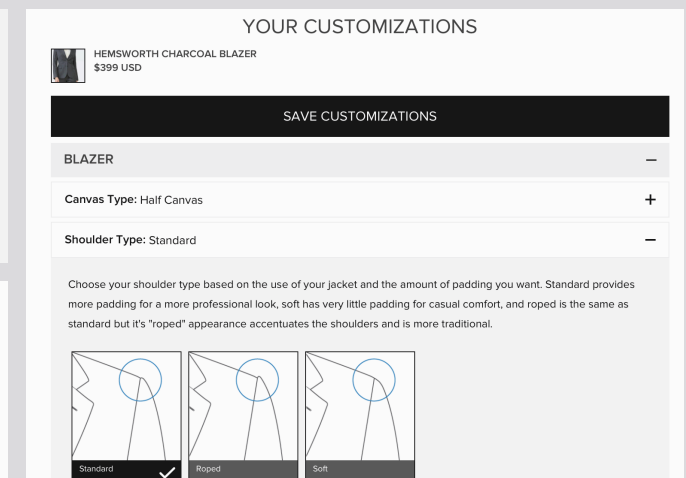 YOUR CUSTOMIZATIONS
HEMSWORTH CHARCOAL BLAZER
$399 USD
SAVE CUSTOMIZATIONS
BLAZER
Canvas Type: Half Canvas
Shoulder Type: Standard
Choose your shoulder type based on the use of your jacket and the amount of padding you want. Standard provides
more padding for a more professional look, soft has very little padding for casual comfort, and roped is the same as
standard but it's "roped" appearance accentuates the shoulders and is more traditional.
Standard
Roped
Soft